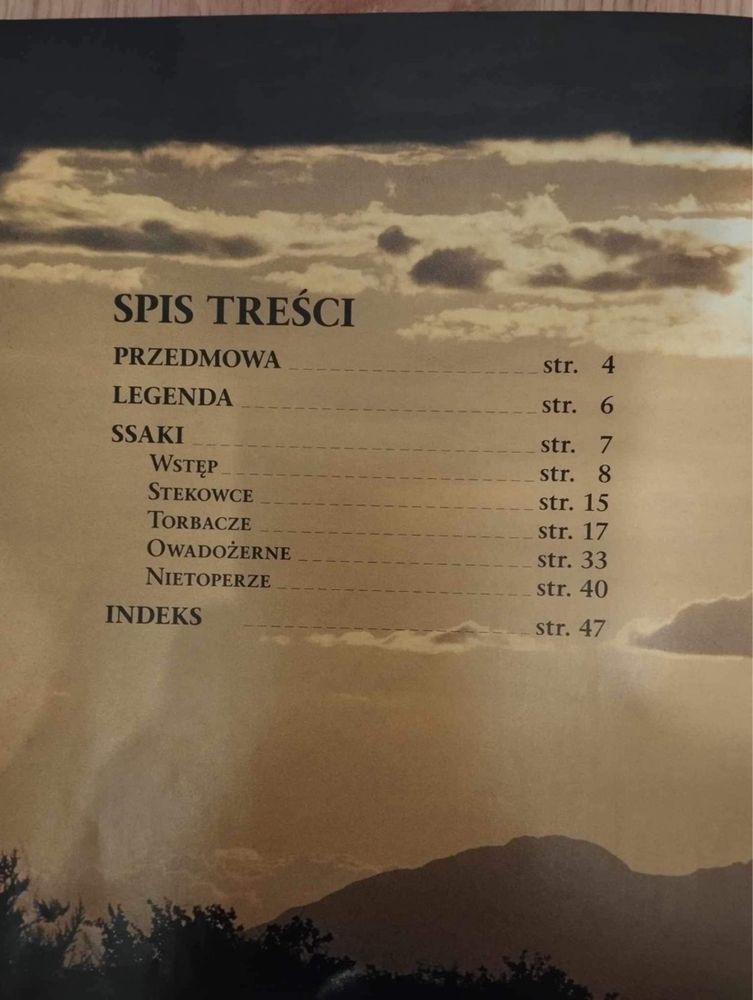 SPIS TREŚCI
PRZEDMOWA str. 4
LEGENDA str. 6
SSAKI str. 7
WSTĘP str. 8
STEKOWCE str. 15
TORBACZE str. 17
OWADOŻERNE str. 33
NIETOPERZE str. 40
INDEKS str. 47